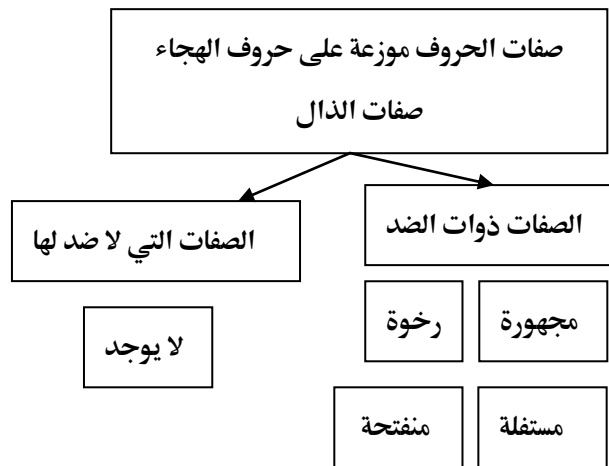 صفات الحروف موزعة على حروف الهجاء
صفات الذال
الصفات ذوات الضد
الصفات التي لا ضد لها
مجهورة
رخوة
لا يوجد
مستفلة
منفتحة